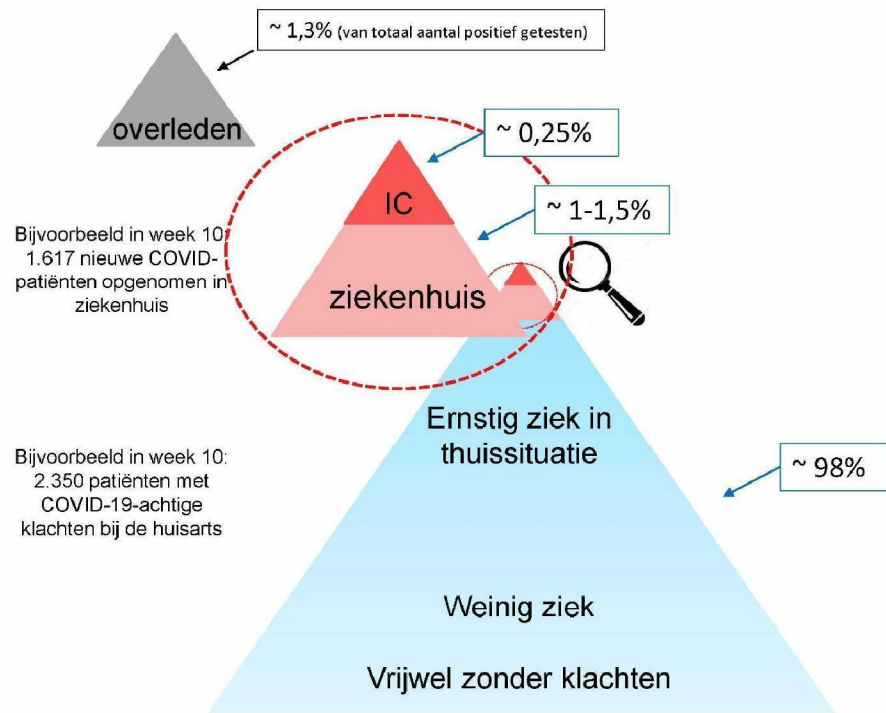 ~ 1,3% (van totaal aantal positief getesten)
overleden
~ 0,25%
IC
~ 1-1,5%
Bijvoorbeeld in week 10:
1.617 nieuwe COVID-
patiënten opgenomen in
ziekenhuis
ziekenhuis
Ernstig ziek in
thuissituatie
Bijvoorbeeld in week 10:
2.350 patiënten met
COVID-19-achtige
klachten bij de huisarts
~ 98%
Weinig ziek
Vrijwel zonder klachten